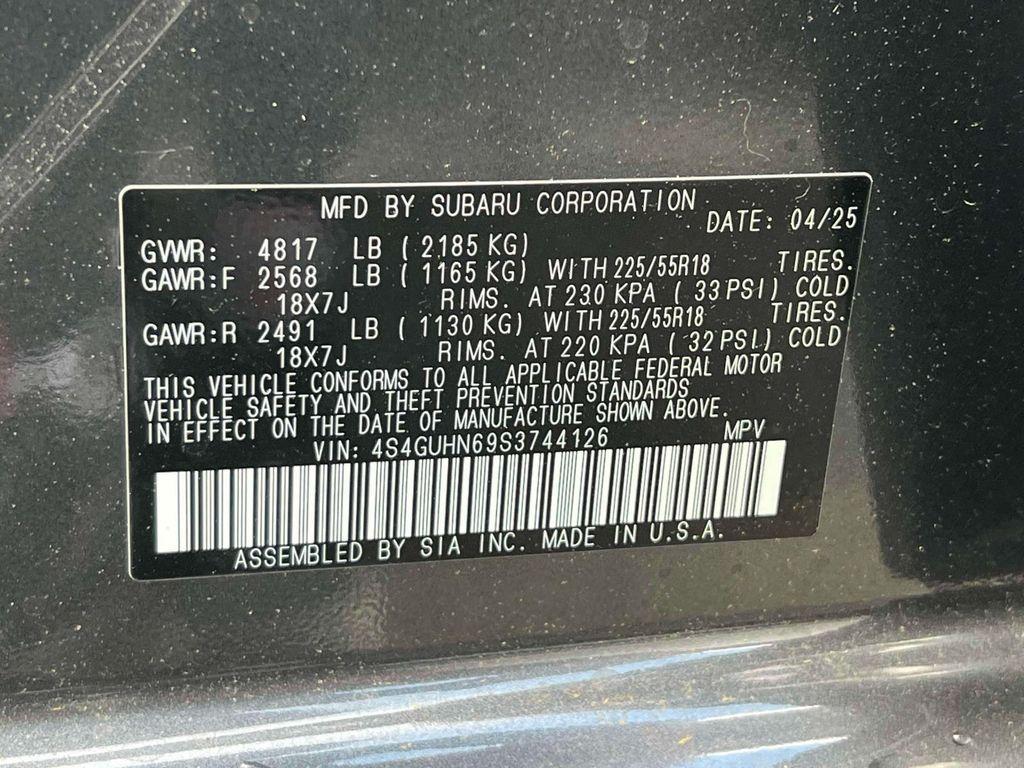 MFD BY SUBARU CORPORATION
DATE: 04/25
GVWR: 4817 LB ( 2185 KG)
GAWR:F 2568 LB ( 1165 KG) WITH 225/55R18 TIRES.
18X7J RIMS. AT 230 KPA ( 33 PSI) COLD
GAWR:R 2491 LB ( 1130 KG) WITH 225/55R18 TIRES.
18X7J RIMS. AT 220 KPA ( 32 PSI) COLD
THIS VEHICLE CONFORMS TO ALL APPLICABLE FEDERAL MOTOR
VEHICLE SAFETY AND THEFT PREVENTION STANDARDS
IN EFFECT ON THE DATE OF MANUFACTURE SHOWN ABOVE.
VIN: 4S4GUHN69S3744126 MPV
ASSEMBLED BY SIA INC. MADE IN U.S.A.